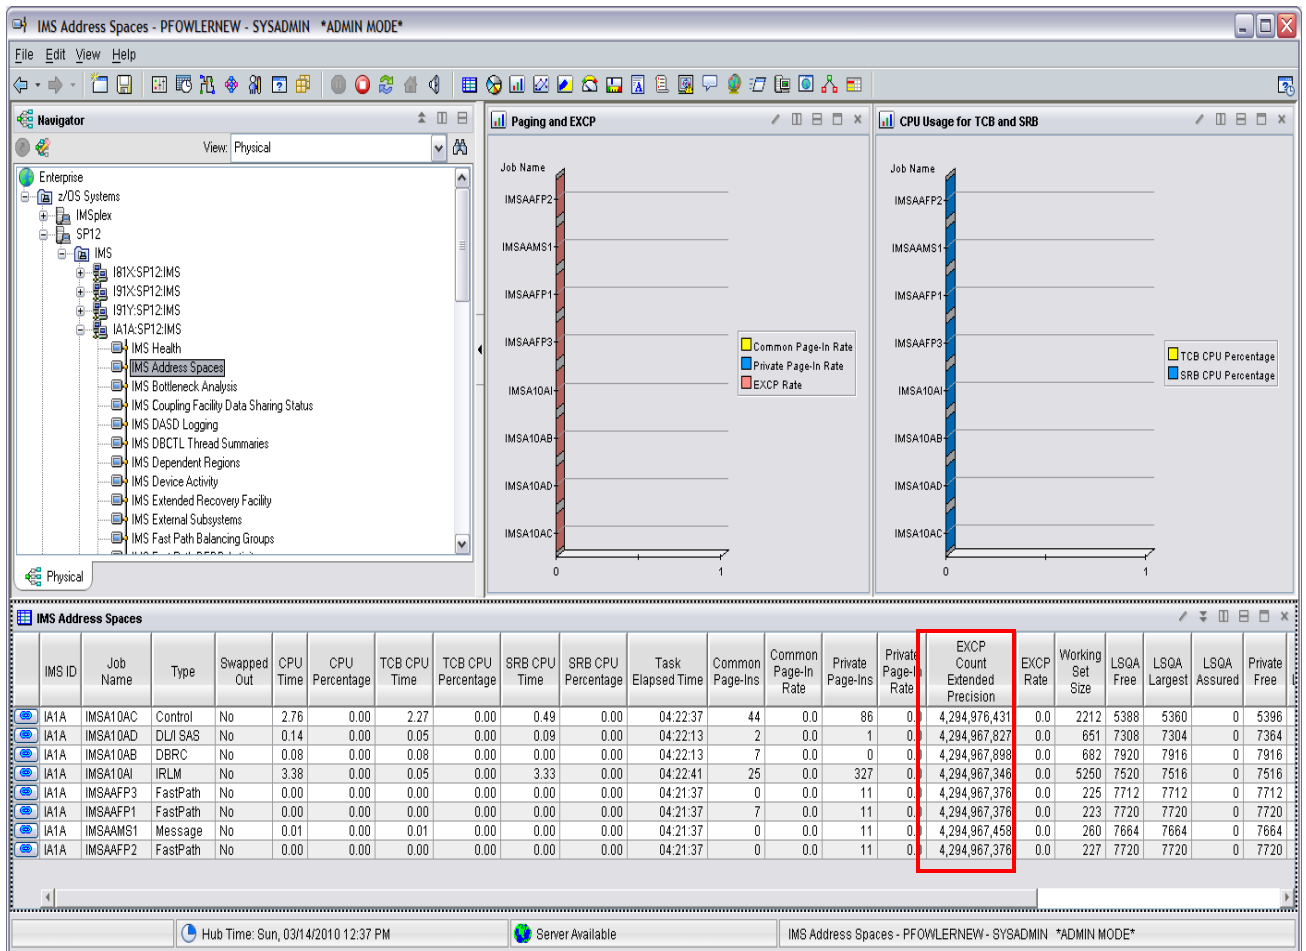 IMS Address Spaces - PFOWLERNEW - SYSADMIN *ADMIN MODE*
File Edit View Help
Navigator
View: Physical
Enterprise
z/OS Systems
IMSplex
SP12
IMS
I81X:SP12:IMS
I91X:SP12:IMS
I91Y:SP12:IMS
IA1A:SP12:IMS
IMS Health
IMS Address Spaces
IMS Bottleneck Analysis
IMS Coupling Facility Data Sharing Status
IMS DASD Logging
IMS DBCTL Thread Summaries
IMS Dependent Regions
IMS Device Activity
IMS Extended Recovery Facility
IMS External Subsystems
IMS Fast Path Balancing Groups
Physical
Paging and EXCP
Job Name
IMSAAFP2
IMSAAMS1
IMSAAFP1
IMSAAFP3
IMSA10AI
IMSA10AB
IMSA10AD
IMSA10AC
0 1
Common Page-In Rate
Private Page-In Rate
EXCP Rate
CPU Usage for TCB and SRB
Job Name
IMSAAFP2
IMSAAMS1
IMSAAFP1
IMSAAFP3
IMSA10AI
IMSA10AB
IMSA10AD
IMSA10AC
0 1
TCB CPU Percentage
SRB CPU Percentage
IMS Address Spaces
IMS ID Job Name Type Swapped Out CPU Time CPU Percentage TCB CPU Time TCB CPU Percentage SRB CPU Time SRB CPU Percentage Task Elapsed Time Common Page-Ins Common Page-In Rate Private Page-Ins Private Page-In Rate EXCP Count Extended Precision EXCP Rate Working Set Size LSQA Free LSQA Largest LSQA Assured Private Free
IA1A IMSA10AC Control No 2.76 0.00 2.27 0.00 0.49 0.00 04:22:37 44 0.0 86 0.0 4,294,976,431 0.0 2212 5388 5360 0 5396
IA1A IMSA10AD DL/I SAS No 0.14 0.00 0.05 0.00 0.09 0.00 04:22:13 2 0.0 1 0.0 4,294,967,827 0.0 651 7308 7304 0 7364
IA1A IMSA10AB DBRC No 0.08 0.00 0.08 0.00 0.00 0.00 04:22:13 7 0.0 0 0.0 4,294,967,898 0.0 682 7920 7916 0 7916
IA1A IMSA10AI IRLM No 3.38 0.00 0.05 0.00 3.33 0.00 04:22:41 25 0.0 327 0.0 4,294,967,346 0.0 5250 7520 7516 0 7516
IA1A IMSAAFP3 FastPath No 0.00 0.00 0.00 0.00 0.00 0.00 04:21:37 0 0.0 11 0.0 4,294,967,376 0.0 225 7712 7712 0 7712
IA1A IMSAAFP1 FastPath No 0.00 0.00 0.00 0.00 0.00 0.00 04:21:37 7 0.0 11 0.0 4,294,967,376 0.0 223 7720 7720 0 7720
IA1A IMSAAMS1 Message No 0.01 0.00 0.01 0.00 0.00 0.00 04:21:37 0 0.0 11 0.0 4,294,967,458 0.0 260 7664 7664 0 7664
IA1A IMSAAFP2 FastPath No 0.00 0.00 0.00 0.00 0.00 0.00 04:21:37 0 0.0 11 0.0 4,294,967,376 0.0 227 7720 7720 0 7720
Hub Time: Sun, 03/14/2010 12:37 PM
Server Available
IMS Address Spaces - PFOWLERNEW - SYSADMIN *ADMIN MODE*